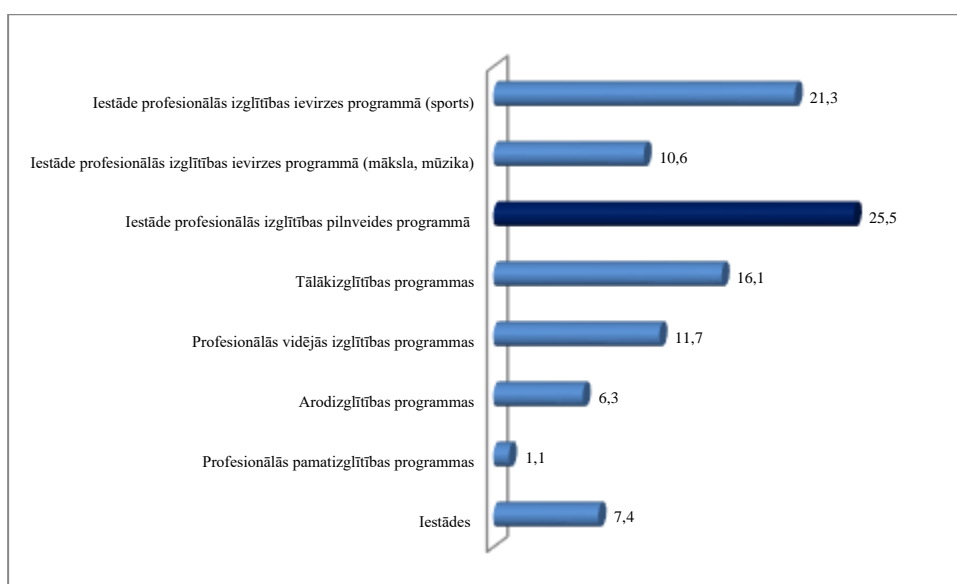 Iestāde profesionālās izglītības ievirzes programmā (sports) 21,3
Iestāde profesionālās izglītības ievirzes programmā (māksla, mūzika) 10,6
Iestāde profesionālās izglītības pilnveides programmā 25,5
Tālākizglītības programmas 16,1
Profesionālās vidējās izglītības programmas 11,7
Arodizglītības programmas 6,3
Profesionālās pamatizglītības programmas 1,1
Iestādes 7,4